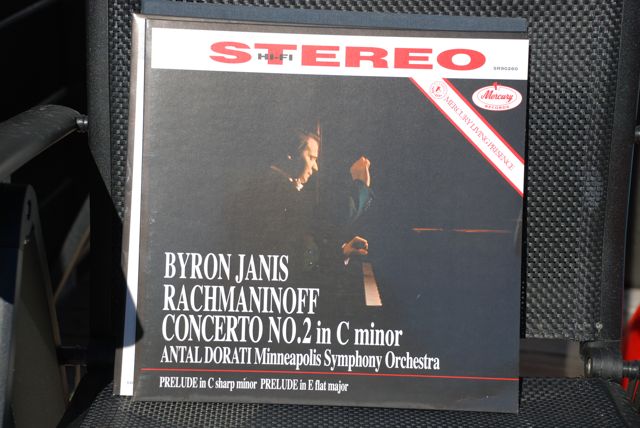 STEREO
HI-FI
SR90260
Mercury
RECORDS
MERCURY LIVING PRESENCE
BYRON JANIS
RACHMANINOFF
CONCERTO NO.2 in C minor
ANTAL DORATI Minneapolis Symphony Orchestra
PRELUDE in C sharp minor PRELUDE in E flat major